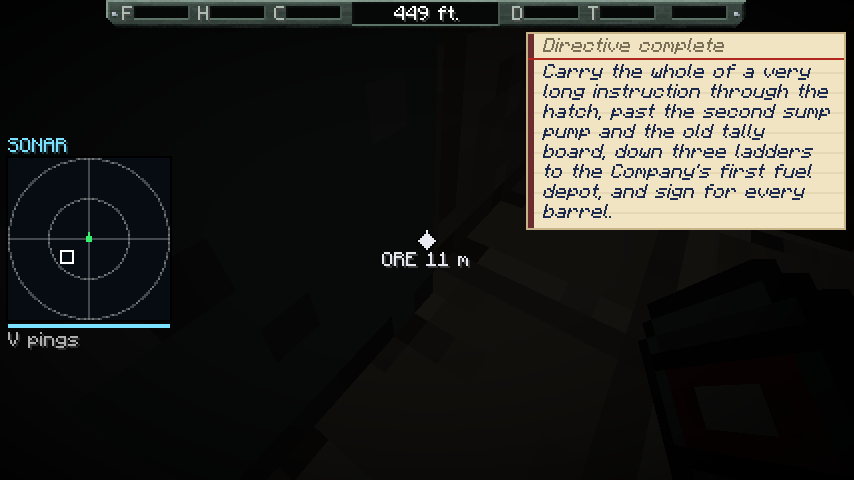 F H C 449 ft. D T
Directive complete
Carry the whole of a very
long instruction through the
hatch, past the second sump
pump and the old tally
board, down three ladders
to the Company's first fuel
depot, and sign for every
barrel.
SONAR
ORE 11 m
V pings